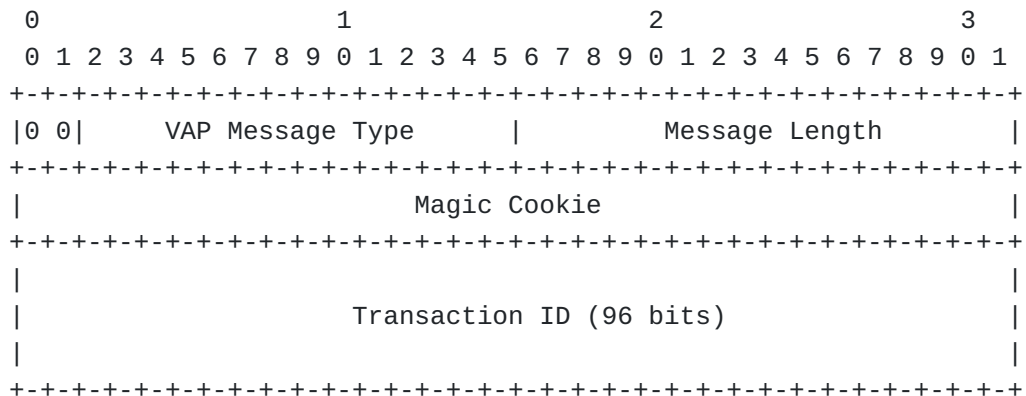 0                   1                   2                   3
 0 1 2 3 4 5 6 7 8 9 0 1 2 3 4 5 6 7 8 9 0 1 2 3 4 5 6 7 8 9 0 1
+-+-+-+-+-+-+-+-+-+-+-+-+-+-+-+-+-+-+-+-+-+-+-+-+-+-+-+-+-+-+-+-+
|0 0|     VAP Message Type      |         Message Length        |
+-+-+-+-+-+-+-+-+-+-+-+-+-+-+-+-+-+-+-+-+-+-+-+-+-+-+-+-+-+-+-+-+
|                         Magic Cookie                          |
+-+-+-+-+-+-+-+-+-+-+-+-+-+-+-+-+-+-+-+-+-+-+-+-+-+-+-+-+-+-+-+-+
|                                                               |
|                     Transaction ID (96 bits)                  |
|                                                               |
+-+-+-+-+-+-+-+-+-+-+-+-+-+-+-+-+-+-+-+-+-+-+-+-+-+-+-+-+-+-+-+-+